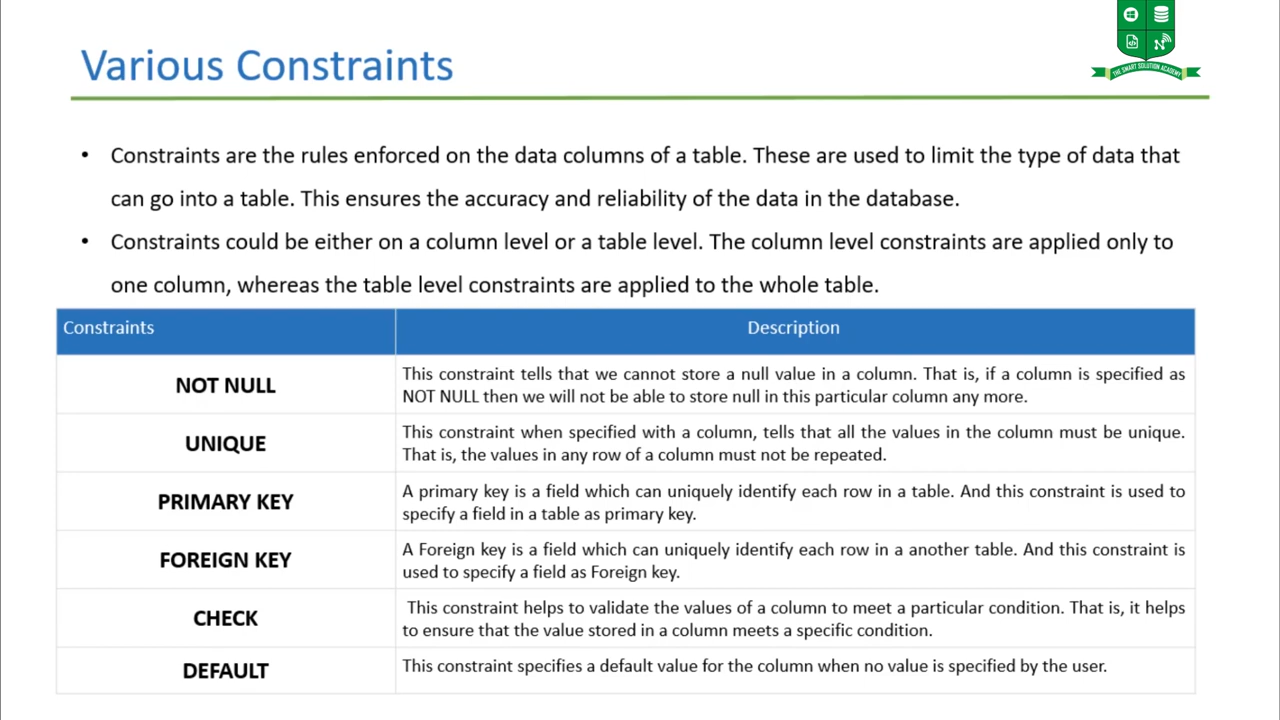 THE SMART SOLUTION ACADEMY
Various Constraints
• Constraints are the rules enforced on the data columns of a table. These are used to limit the type of data that
can go into a table. This ensures the accuracy and reliability of the data in the database.
• Constraints could be either on a column level or a table level. The column level constraints are applied only to
one column, whereas the table level constraints are applied to the whole table.
Constraints
Description
NOT NULL
This constraint tells that we cannot store a null value in a column. That is, if a column is specified as
NOT NULL then we will not be able to store null in this particular column any more.
UNIQUE
This constraint when specified with a column, tells that all the values in the column must be unique.
That is, the values in any row of a column must not be repeated.
PRIMARY KEY
A primary key is a field which can uniquely identify each row in a table. And this constraint is used to
specify a field in a table as primary key.
FOREIGN KEY
A Foreign key is a field which can uniquely identify each row in a another table. And this constraint is
used to specify a field as Foreign key.
CHECK
This constraint helps to validate the values of a column to meet a particular condition. That is, it helps
to ensure that the value stored in a column meets a specific condition.
DEFAULT
This constraint specifies a default value for the column when no value is specified by the user.